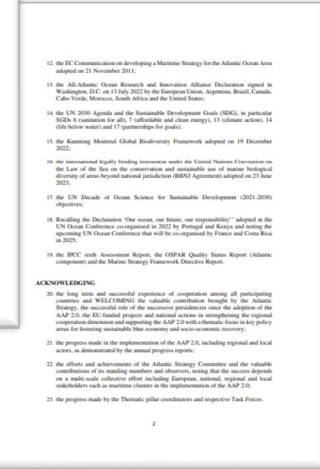 12. the EC Communication on developing a Maritime Strategy for the Atlantic Ocean Area
adopted on 21 November 2011;
13. the All-Atlantic Ocean Research and Innovation Alliance Declaration signed in
Washington, D.C. on 13 July 2022 by the European Union, Argentina, Brazil, Canada,
Cabo Verde, Morocco, South Africa and the United States;
14. the UN 2030 Agenda and the Sustainable Development Goals (SDG), in particular
SGDs 6 (sanitation for all), 7 (affordable and clean energy), 13 (climate action), 14
(life below water) and 17 (partnerships for goals);
15. the Kunming Montreal Global Biodiversity Framework adopted on 19 December
2022;
16. the international legally binding instrument under the United Nations Convention on
the Law of the Sea on the conservation and sustainable use of marine biological
diversity of areas beyond national jurisdiction (BBNJ Agreement) adopted on 23 June
2023;
17. the UN Decade of Ocean Science for Sustainable Development (2021-2030)
objectives;
18. Recalling the Declaration "Our ocean, our future, our responsibility" adopted at the
UN Ocean Conference co-organised in 2022 by Portugal and Kenya and noting the
upcoming UN Ocean Conference that will be co-organised by France and Costa Rica
in 2025;
19. the IPCC sixth Assessment Report, the OSPAR Quality Status Report (Atlantic
component) and the Marine Strategy Framework Directive Report.
ACKNOWLEDGING
20. the long term and successful experience of cooperation among all participating
countries and WELCOMING the valuable contribution brought by the Atlantic
Strategy, the successful role of the successive presidencies since the adoption of the
AAP 2.0, the EU-funded projects and national actions in strengthening the regional
cooperation dimension and supporting the AAP 2.0 with a thematic focus in key policy
areas for fostering sustainable blue economy and socio-economic recovery;
21. the progress made in the implementation of the AAP 2.0, including regional and local
actors, as demonstrated by the annual progress reports;
22. the efforts and achievements of the Atlantic Strategy Committee and the valuable
contributions of its standing members and observers, noting that the success depends
on a multi-scale collective effort including European, national, regional and local
stakeholders such as maritime clusters in the implementation of the AAP 2.0;
23. the progress made by the Thematic pillar coordinators and respective Task Forces.
2